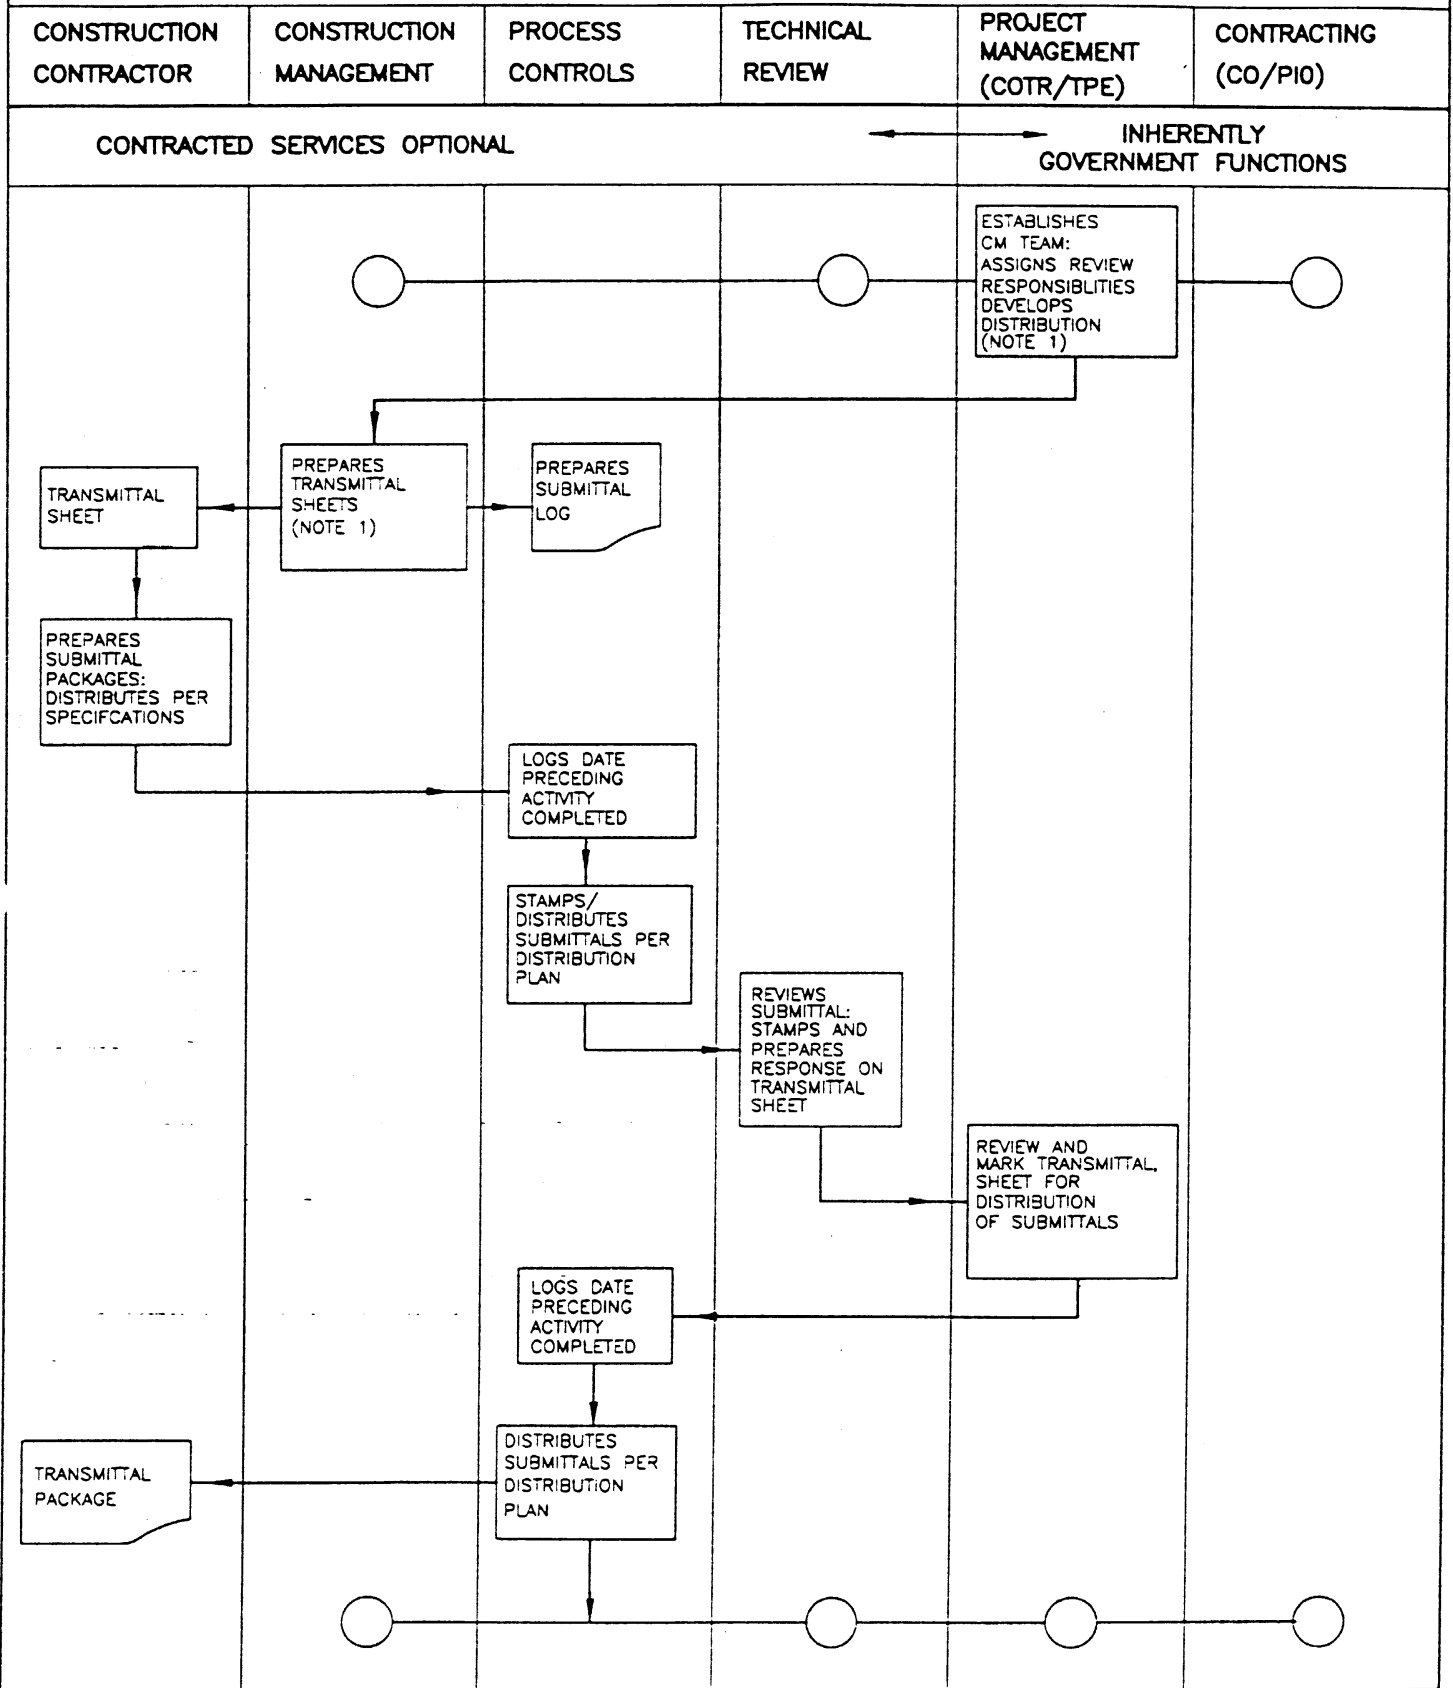 CONSTRUCTION
CONTRACTOR
CONSTRUCTION
MANAGEMENT
PROCESS
CONTROLS
TECHNICAL
REVIEW
PROJECT
MANAGEMENT
(COTR/TPE)
CONTRACTING
(CO/PIO)
CONTRACTED SERVICES OPTIONAL
INHERENTLY
GOVERNMENT FUNCTIONS
ESTABLISHES
CM TEAM:
ASSIGNS REVIEW
RESPONSIBLITIES
DEVELOPS
DISTRIBUTION
(NOTE 1)
TRANSMITTAL
SHEET
PREPARES
TRANSMITTAL
SHEETS
(NOTE 1)
PREPARES
SUBMITTAL
LOG
PREPARES
SUBMITTAL
PACKAGES:
DISTRIBUTES PER
SPECIFCATIONS
LOGS DATE
PRECEDING
ACTIVITY
COMPLETED
STAMPS/
DISTRIBUTES
SUBMITTALS PER
DISTRIBUTION
PLAN
REVIEWS
SUBMITTAL:
STAMPS AND
PREPARES
RESPONSE ON
TRANSMITTAL
SHEET
REVIEW AND
MARK TRANSMITTAL,
SHEET FOR
DISTRIBUTION
OF SUBMITTALS
LOGS DATE
PRECEDING
ACTIVITY
COMPLETED
DISTRIBUTES
SUBMITTALS PER
DISTRIBUTION
PLAN
TRANSMITTAL
PACKAGE